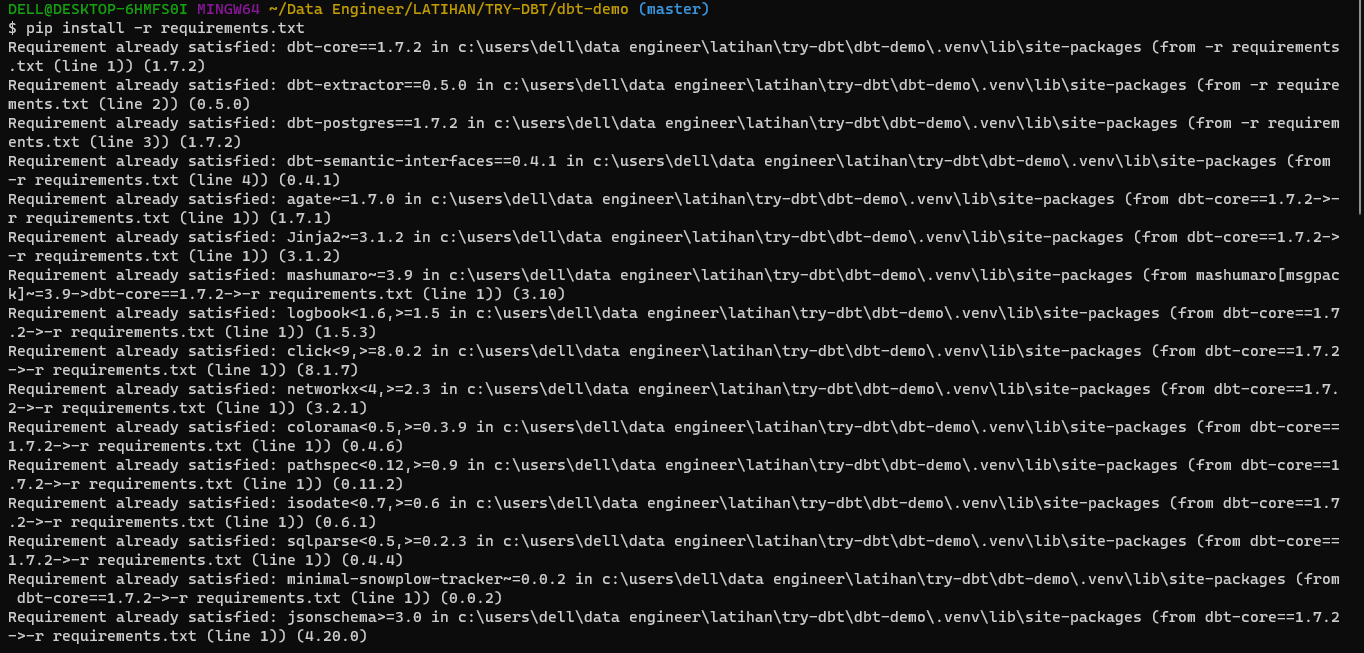 DELL@DESKTOP-6HMFS0I MINGW64 ~/Data Engineer/LATIHAN/TRY-DBT/dbt-demo (master)
$ pip install -r requirements.txt
Requirement already satisfied: dbt-core==1.7.2 in c:\users\dell\data engineer\latihan\try-dbt\dbt-demo\.venv\lib\site-packages (from -r requirements
.txt (line 1)) (1.7.2)
Requirement already satisfied: dbt-extractor==0.5.0 in c:\users\dell\data engineer\latihan\try-dbt\dbt-demo\.venv\lib\site-packages (from -r require
ments.txt (line 2)) (0.5.0)
Requirement already satisfied: dbt-postgres==1.7.2 in c:\users\dell\data engineer\latihan\try-dbt\dbt-demo\.venv\lib\site-packages (from -r requirem
ents.txt (line 3)) (1.7.2)
Requirement already satisfied: dbt-semantic-interfaces==0.4.1 in c:\users\dell\data engineer\latihan\try-dbt\dbt-demo\.venv\lib\site-packages (from
-r requirements.txt (line 4)) (0.4.1)
Requirement already satisfied: agate~=1.7.0 in c:\users\dell\data engineer\latihan\try-dbt\dbt-demo\.venv\lib\site-packages (from dbt-core==1.7.2->-
r requirements.txt (line 1)) (1.7.1)
Requirement already satisfied: Jinja2~=3.1.2 in c:\users\dell\data engineer\latihan\try-dbt\dbt-demo\.venv\lib\site-packages (from dbt-core==1.7.2->
-r requirements.txt (line 1)) (3.1.2)
Requirement already satisfied: mashumaro~=3.9 in c:\users\dell\data engineer\latihan\try-dbt\dbt-demo\.venv\lib\site-packages (from mashumaro[msgpac
k]~=3.9->dbt-core==1.7.2->-r requirements.txt (line 1)) (3.10)
Requirement already satisfied: logbook<1.6,>=1.5 in c:\users\dell\data engineer\latihan\try-dbt\dbt-demo\.venv\lib\site-packages (from dbt-core==1.7
.2->-r requirements.txt (line 1)) (1.5.3)
Requirement already satisfied: click<9,>=8.0.2 in c:\users\dell\data engineer\latihan\try-dbt\dbt-demo\.venv\lib\site-packages (from dbt-core==1.7.2
->-r requirements.txt (line 1)) (8.1.7)
Requirement already satisfied: networkx<4,>=2.3 in c:\users\dell\data engineer\latihan\try-dbt\dbt-demo\.venv\lib\site-packages (from dbt-core==1.7.
2->-r requirements.txt (line 1)) (3.2.1)
Requirement already satisfied: colorama<0.5,>=0.3.9 in c:\users\dell\data engineer\latihan\try-dbt\dbt-demo\.venv\lib\site-packages (from dbt-core==
1.7.2->-r requirements.txt (line 1)) (0.4.6)
Requirement already satisfied: pathspec<0.12,>=0.9 in c:\users\dell\data engineer\latihan\try-dbt\dbt-demo\.venv\lib\site-packages (from dbt-core==1
.7.2->-r requirements.txt (line 1)) (0.11.2)
Requirement already satisfied: isodate<0.7,>=0.6 in c:\users\dell\data engineer\latihan\try-dbt\dbt-demo\.venv\lib\site-packages (from dbt-core==1.7
.2->-r requirements.txt (line 1)) (0.6.1)
Requirement already satisfied: sqlparse<0.5,>=0.2.3 in c:\users\dell\data engineer\latihan\try-dbt\dbt-demo\.venv\lib\site-packages (from dbt-core==
1.7.2->-r requirements.txt (line 1)) (0.4.4)
Requirement already satisfied: minimal-snowplow-tracker~=0.0.2 in c:\users\dell\data engineer\latihan\try-dbt\dbt-demo\.venv\lib\site-packages (from
 dbt-core==1.7.2->-r requirements.txt (line 1)) (0.0.2)
Requirement already satisfied: jsonschema>=3.0 in c:\users\dell\data engineer\latihan\try-dbt\dbt-demo\.venv\lib\site-packages (from dbt-core==1.7.2
->-r requirements.txt (line 1)) (4.20.0)